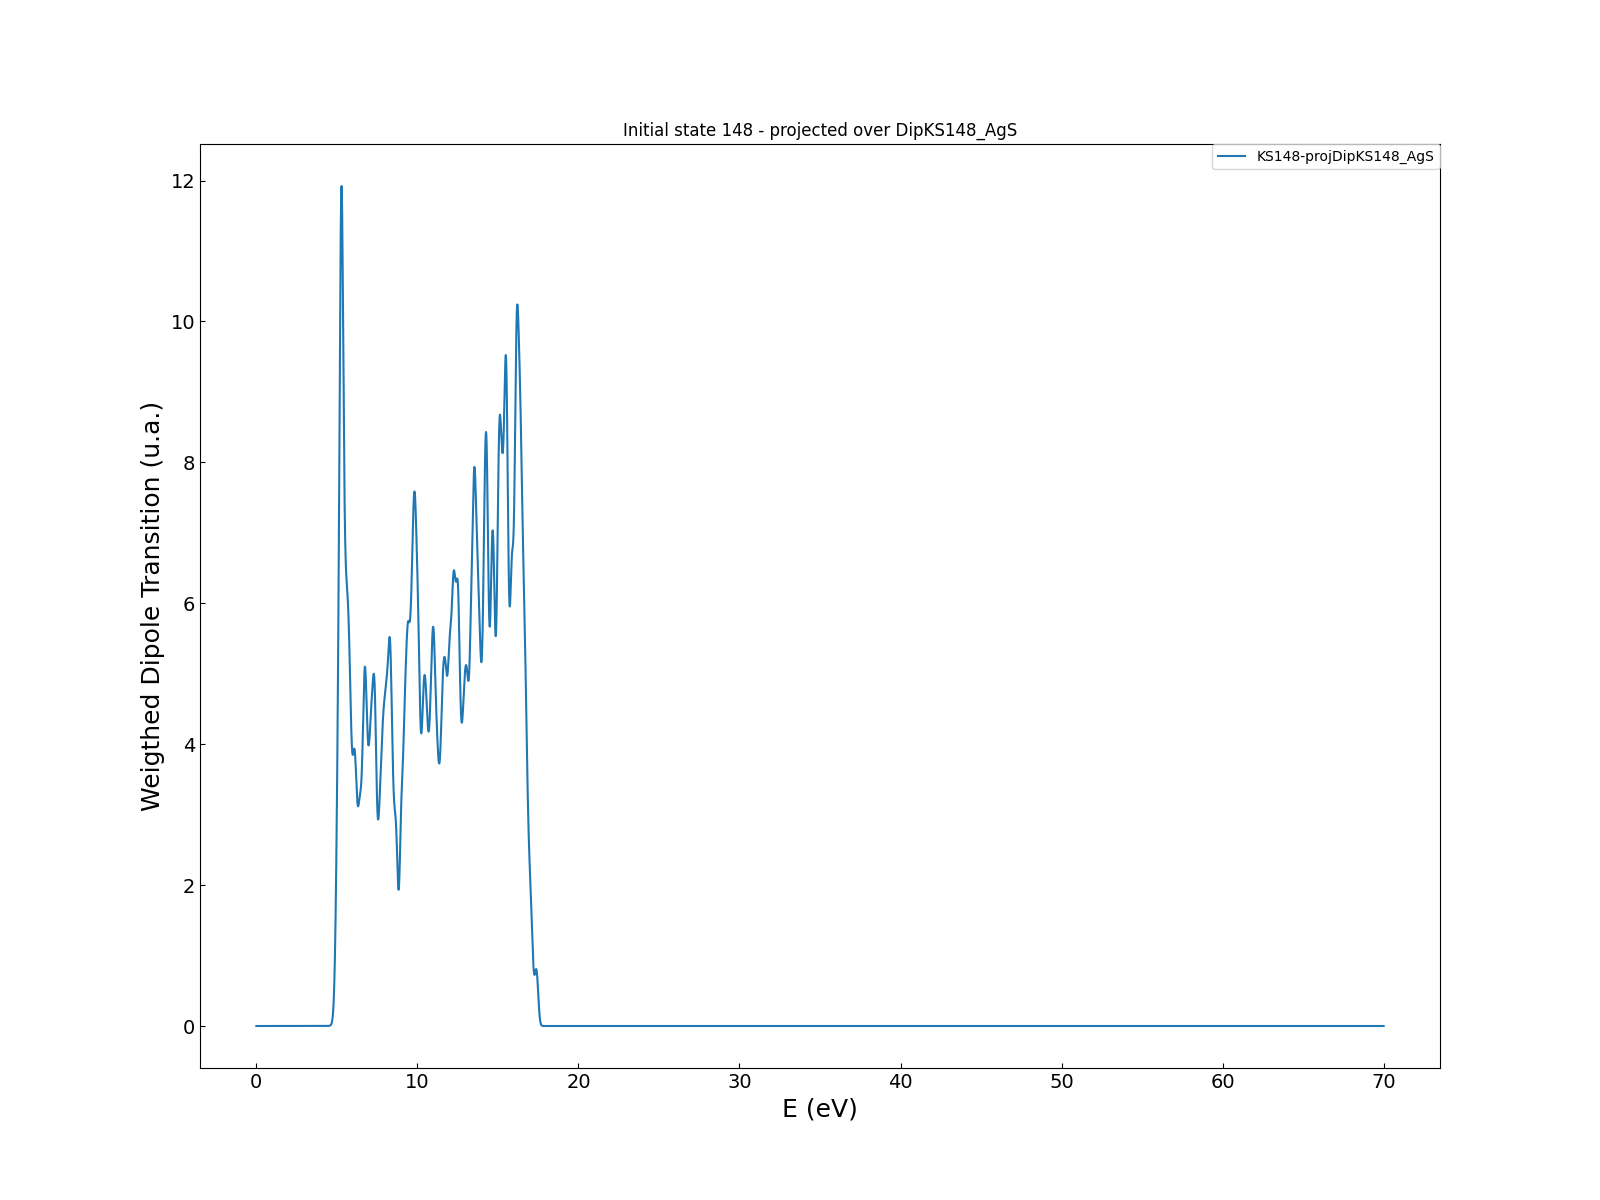 Initial state 148 - projected over DipKS148_AgS
KS148-projDipKS148_AgS
12
10
8
6
4
2
0
Weigthed Dipole Transition (u.a.)
0 10 20 30 40 50 60 70
E (eV)